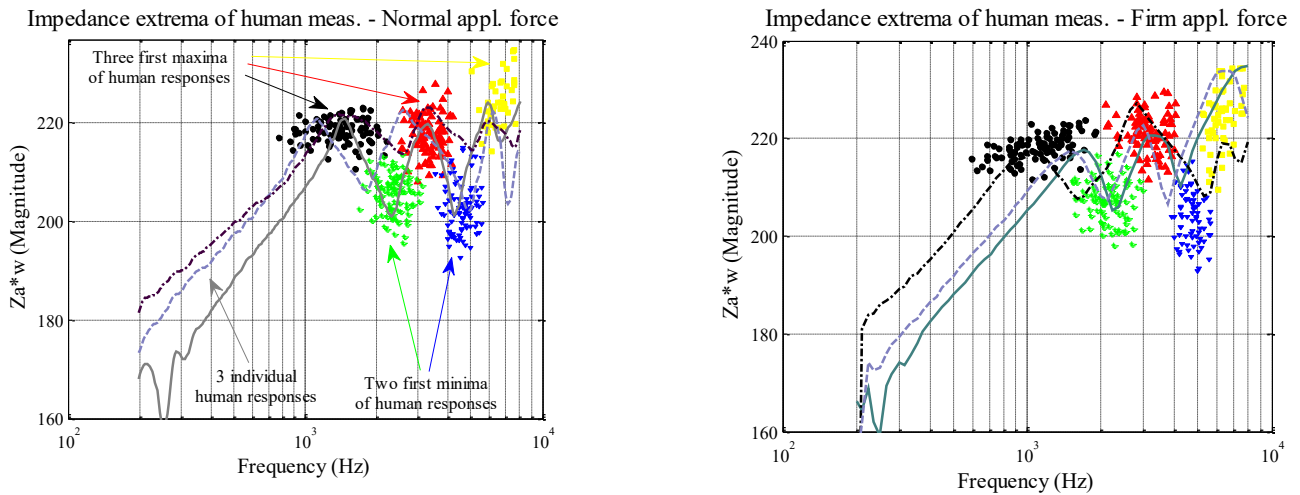 Impedance extrema of human meas. - Normal appl. force
Za*w (Magnitude)
220
200
180
160
10^2
10^3
10^4
Frequency (Hz)
Three first maxima
of human responses
3 individual
human responses
Two first minima
of human responses
Impedance extrema of human meas. - Firm appl. force
Za*w (Magnitude)
240
220
200
180
160
10^2
10^3
10^4
Frequency (Hz)